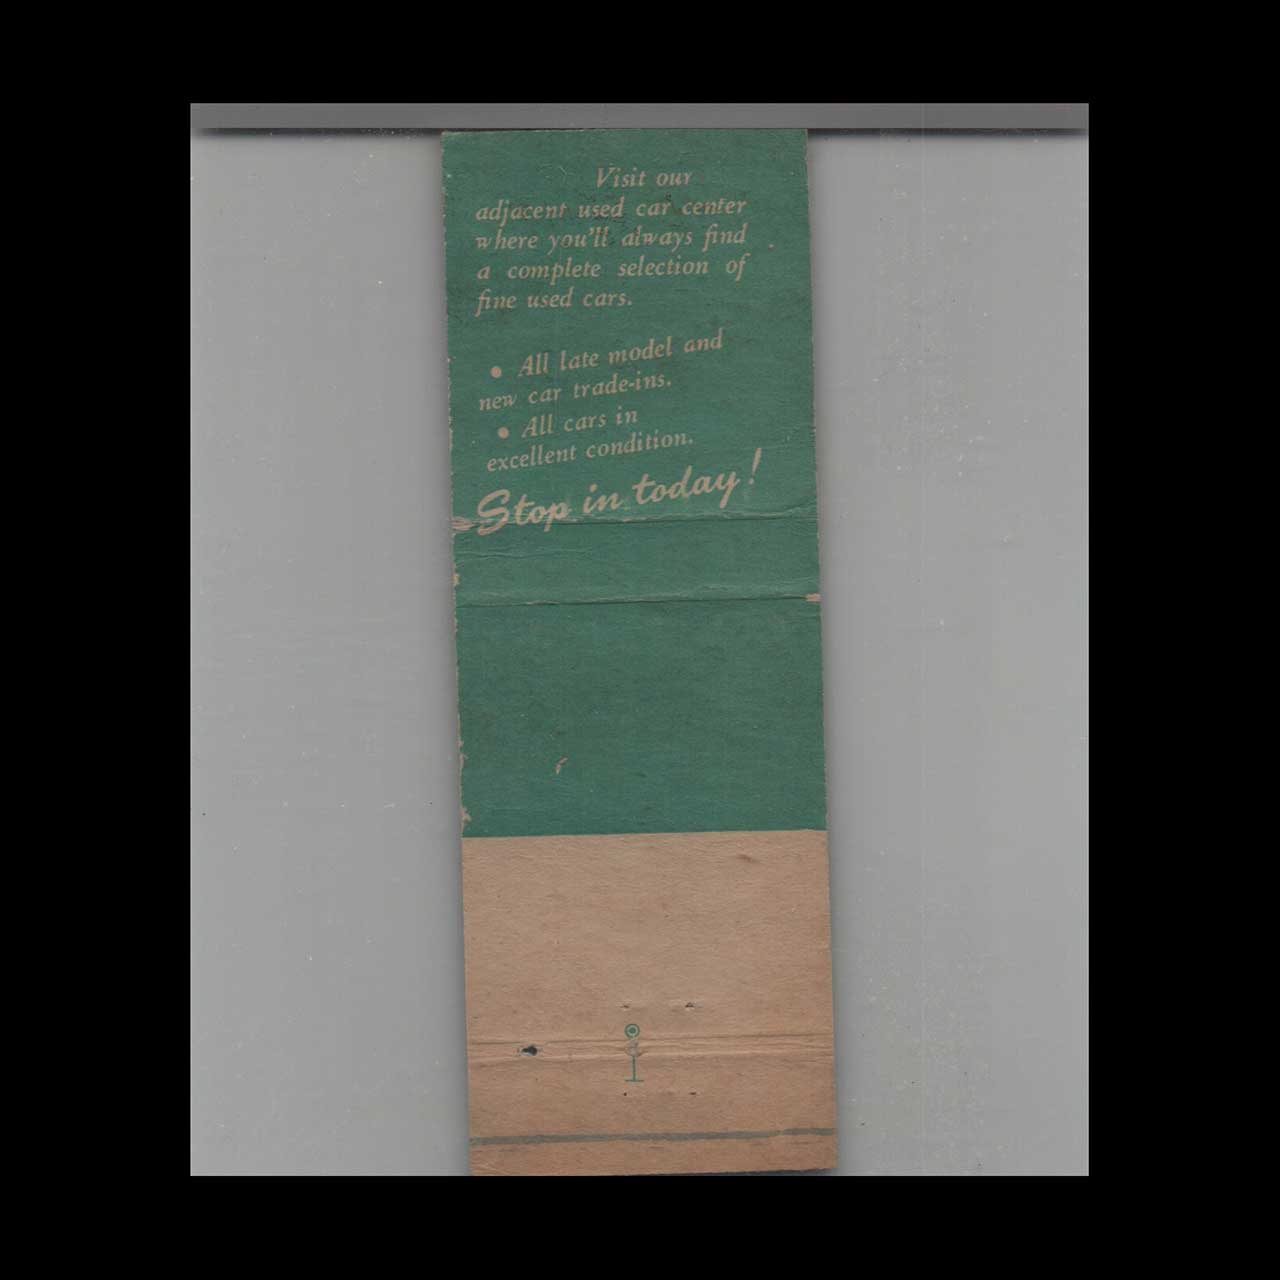 Visit our
adjacent used car center
where you'll always find
a complete selection of
fine used cars.
• All late model and
new car trade-ins.
• All cars in
excellent condition.
Stop in today!